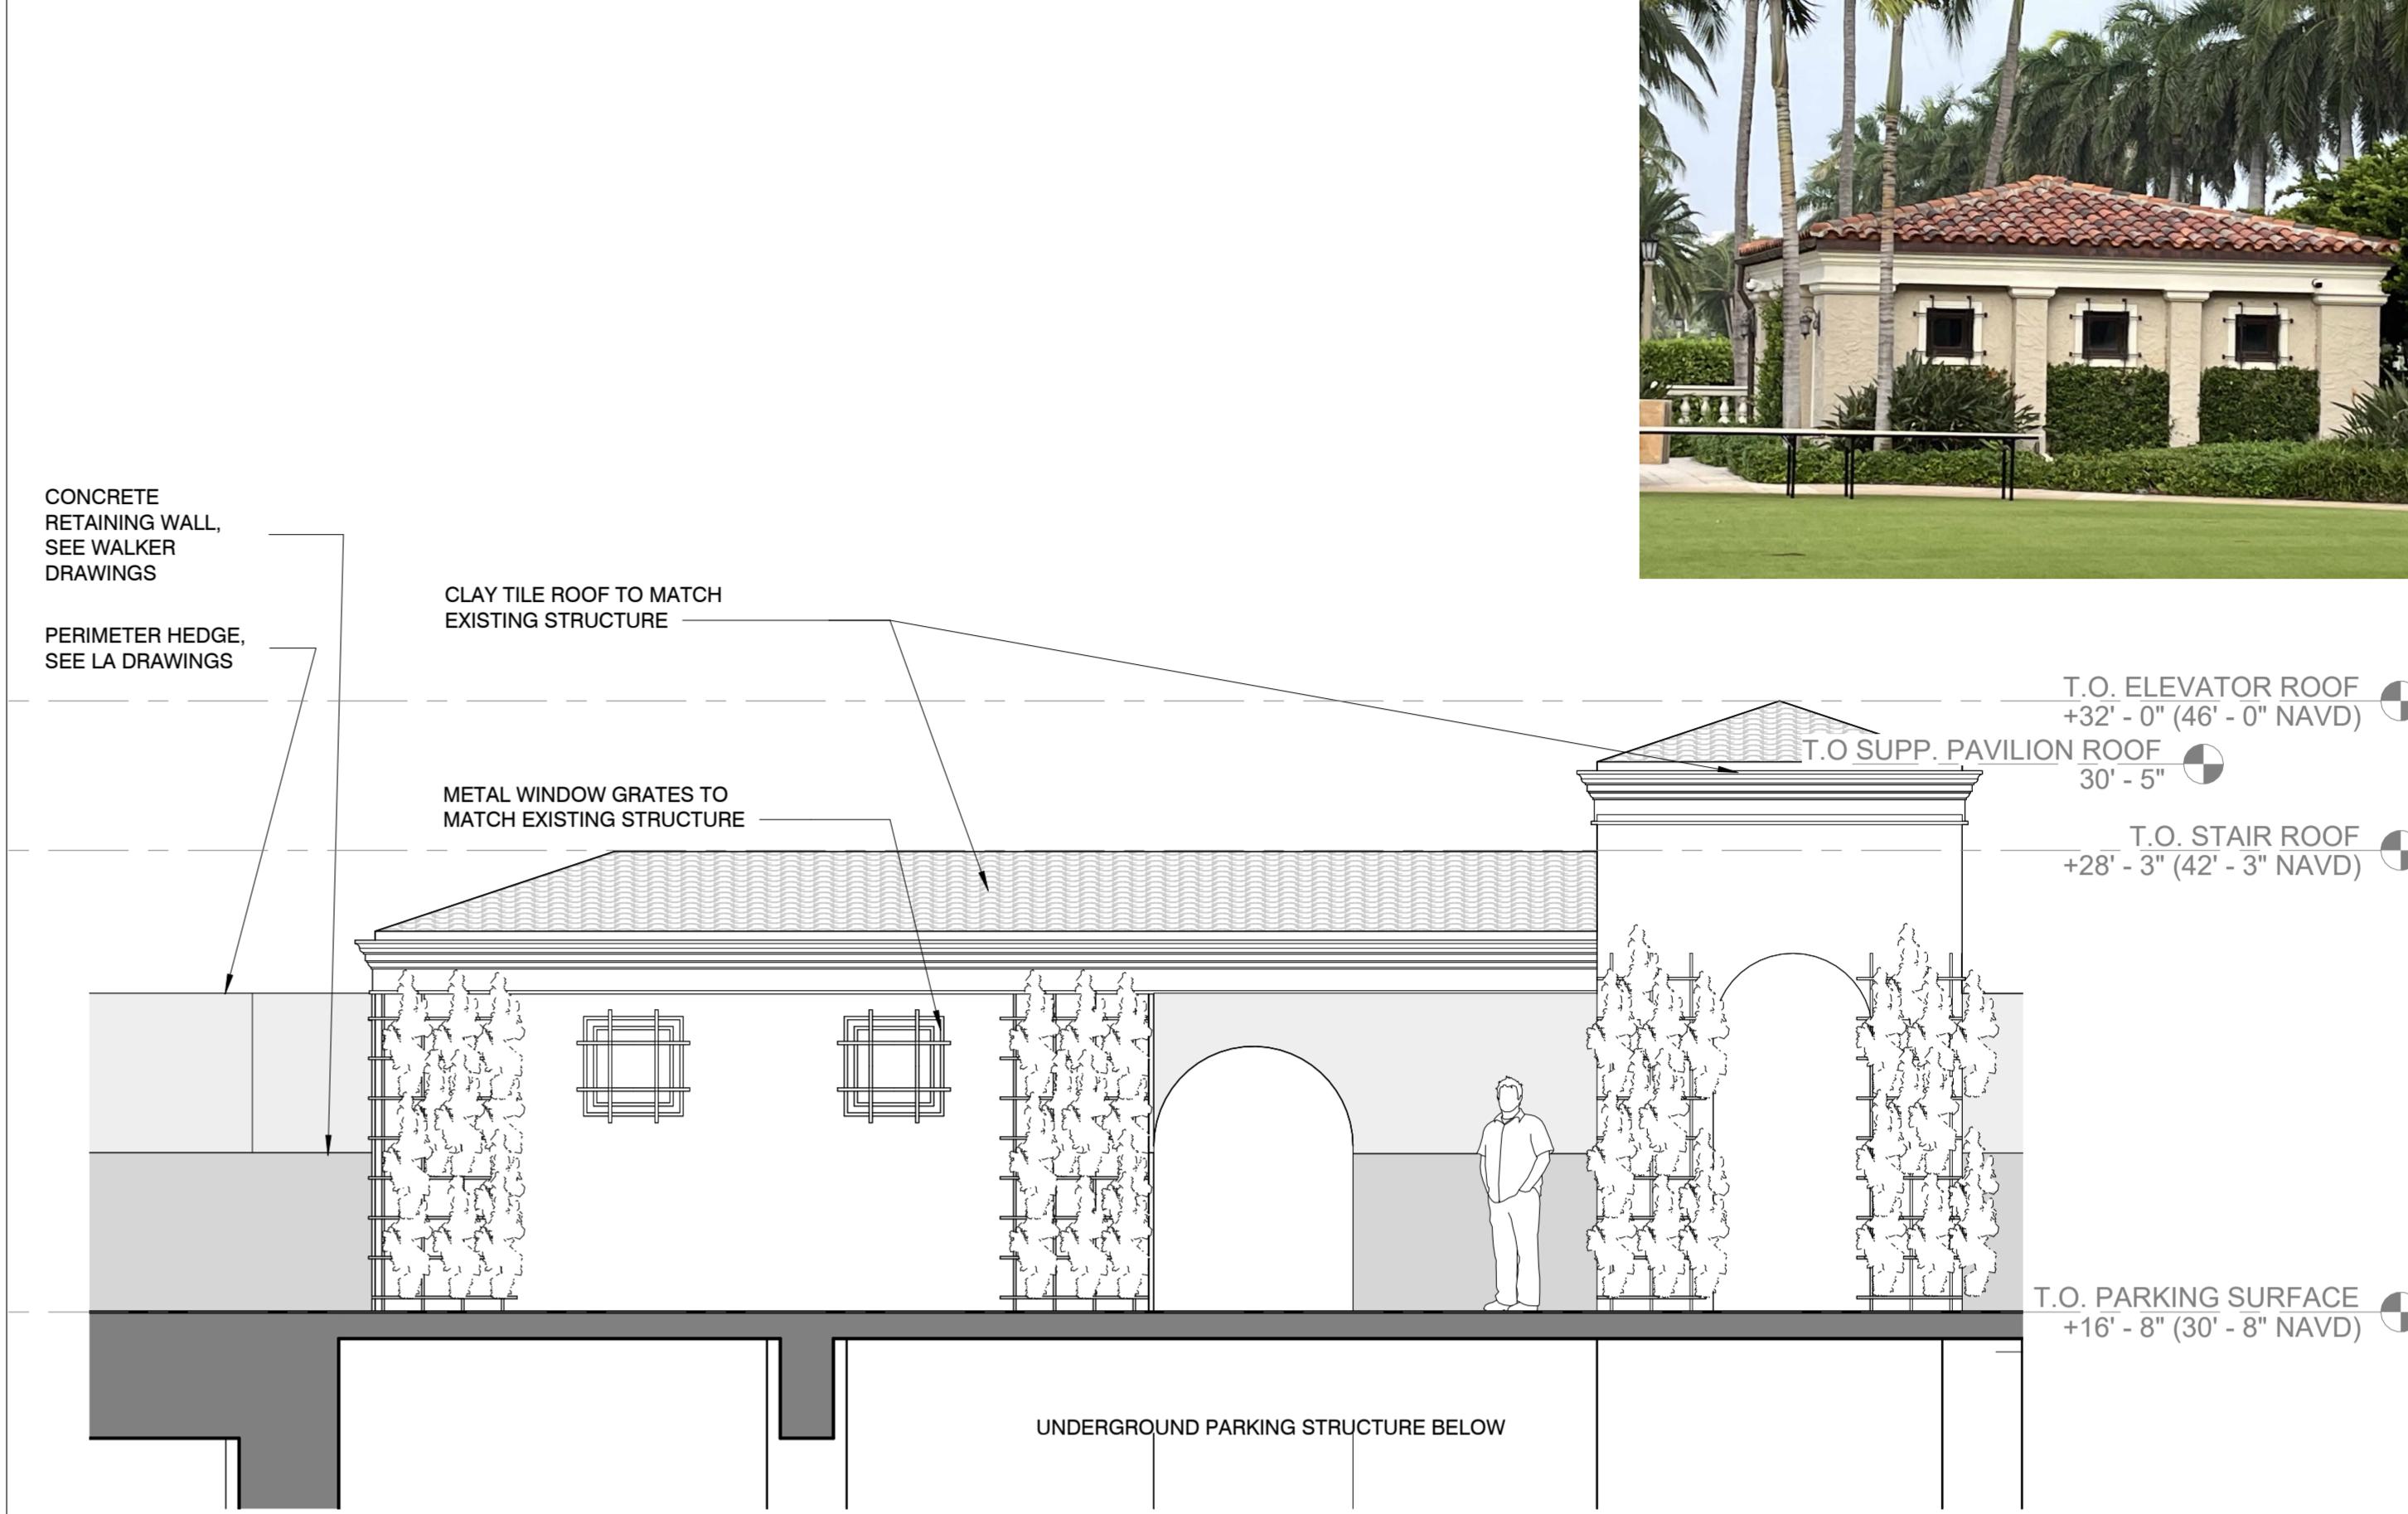 CONCRETE
RETAINING WALL,
SEE WALKER
DRAWINGS
PERIMETER HEDGE,
SEE LA DRAWINGS
CLAY TILE ROOF TO MATCH
EXISTING STRUCTURE
METAL WINDOW GRATES TO
MATCH EXISTING STRUCTURE
T.O. ELEVATOR ROOF
+32' - 0" (46' - 0" NAVD)
T.O SUPP. PAVILION ROOF
30' - 5"
T.O. STAIR ROOF
+28' - 3" (42' - 3" NAVD)
T.O. PARKING SURFACE
+16' - 8" (30' - 8" NAVD)
UNDERGROUND PARKING STRUCTURE BELOW